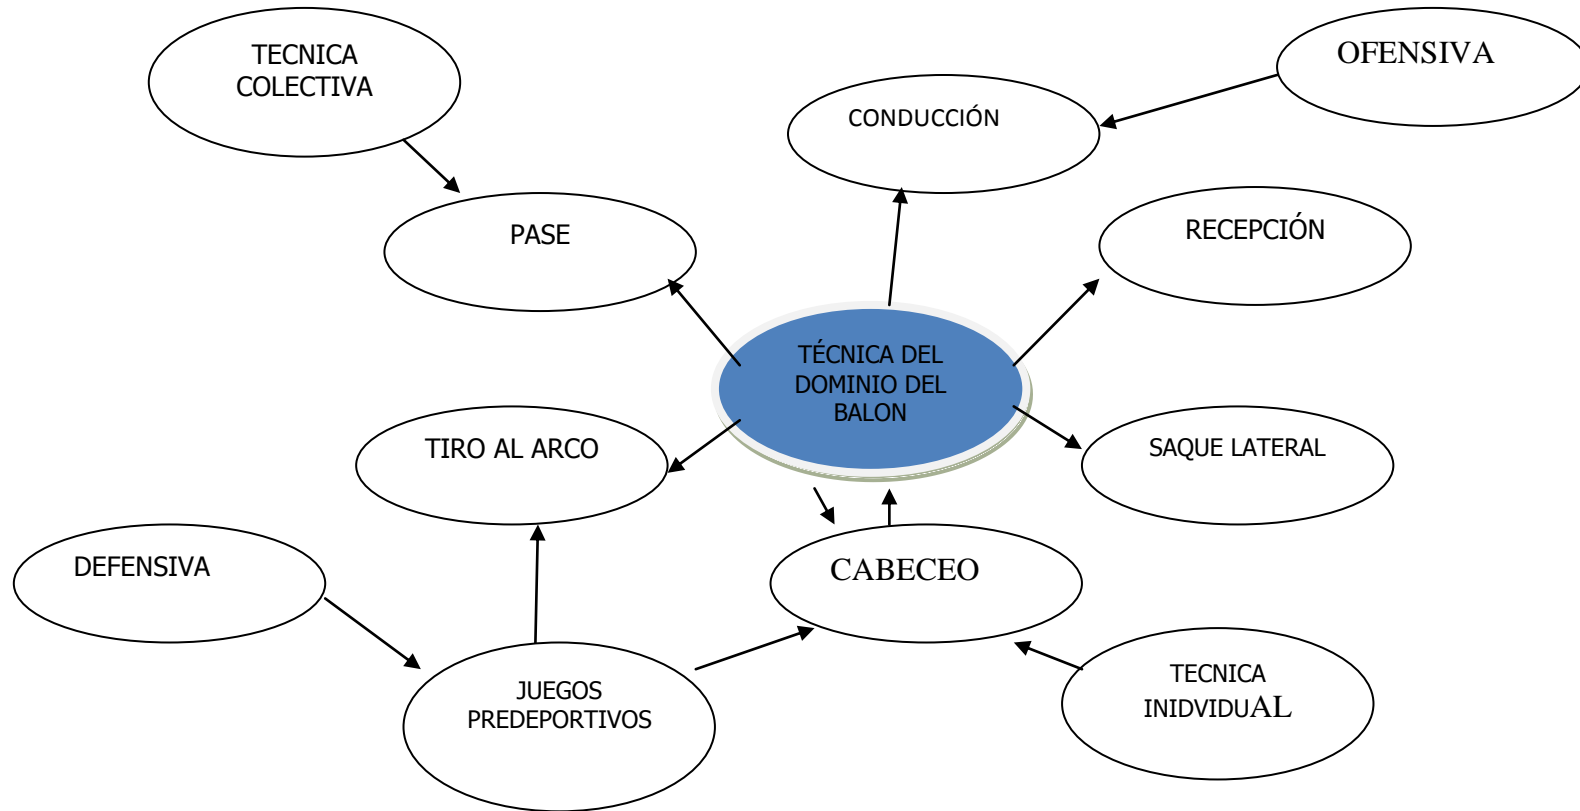 TECNICA
COLECTIVA
OFENSIVA
CONDUCCIÓN
PASE
RECEPCIÓN
TÉCNICA DEL
DOMINIO DEL
BALON
TIRO AL ARCO
SAQUE LATERAL
DEFENSIVA
CABECEO
JUEGOS
PREDEPORTIVOS
TECNICA
INIDVIDUAL